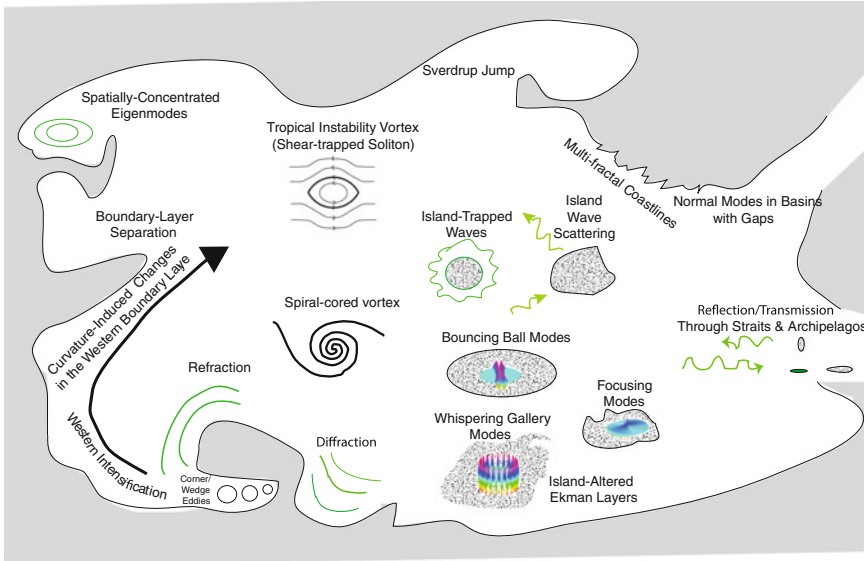 Sverdrup Jump
Spatially-Concentrated
Eigenmodes
Tropical Instability Vortex
(Shear-trapped Soliton)
Multi-fractal Coastlines
Normal Modes in Basins
with Gaps
Boundary-Layer
Separation
Island-Trapped
Waves
Island
Wave
Scattering
Curvature-Induced Changes
in the Western Boundary Laye
Spiral-cored vortex
Reflection/Transmission
Through Straits & Archipelagos
Bouncing Ball Modes
Refraction
Focusing
Modes
Whispering Gallery
Modes
Western Intensification
Diffraction
Corner/
Wedge
Eddies
Island-Altered
Ekman Layers